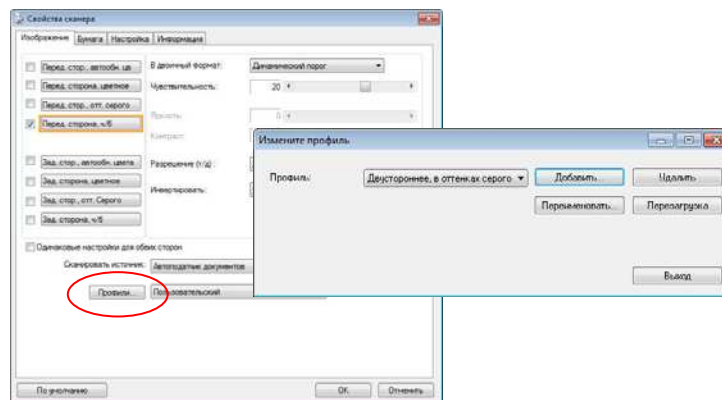 Свойства сканера
Изображение Бумага Настройка Информация
Перед. стор., автообн. цв В двоичный формат: Динамический порог
Перед. сторона, цветное Чувствительность: 20
Перед. стор., отт. серого Яркость: 0
Перед. сторона, ч/б Контраст:
Зад. стор., автообн. цвета Разрешение (т/д):
Зад. сторона, цветное Инвертировать:
Зад. стор., отт. Серого
Зад. сторона, ч/б
Одинаковые настройки для обеих сторон
Сканировать источник: Автоподатчик документов
Профили... Пользовательский
По умолчанию OK. Отменить
Измените профиль
Профиль: Двустороннее, в оттенках серого Добавить... Удалить
Переименовать... Перезагрузка
Выход